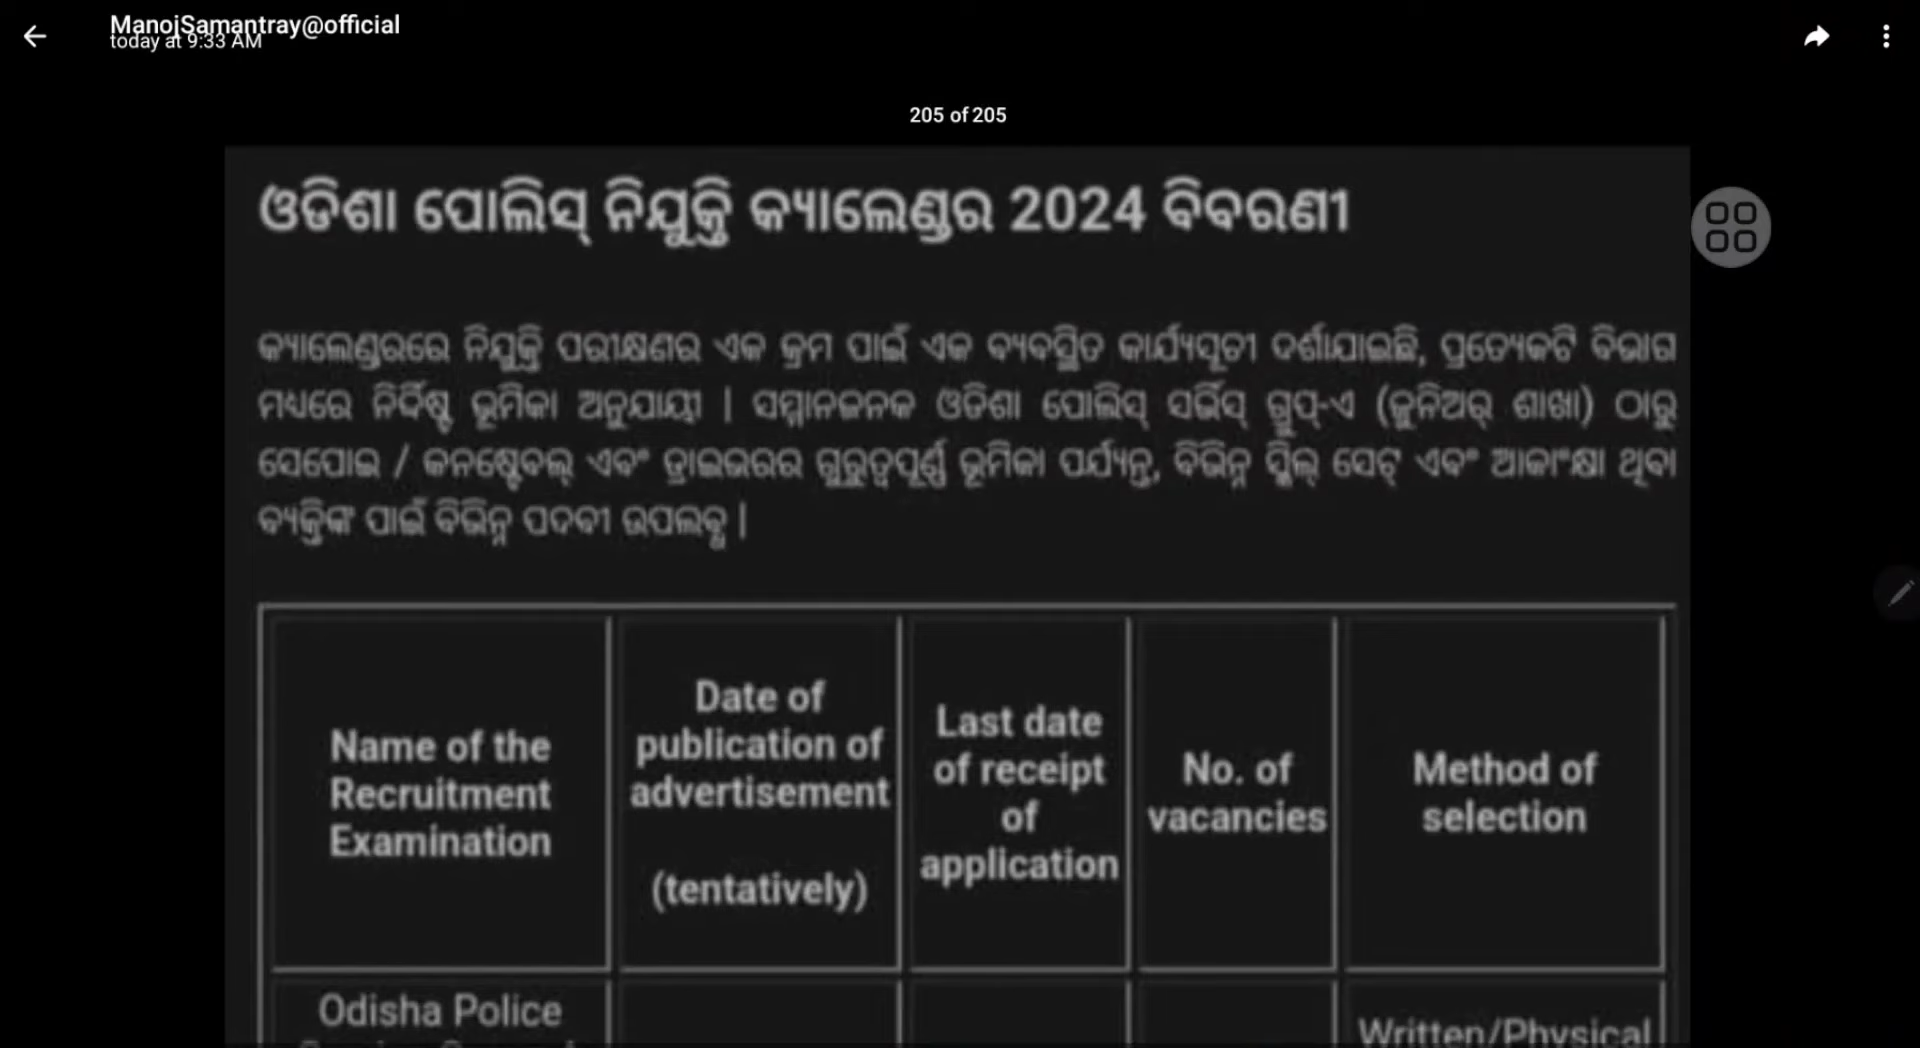 ManojSamantray@official
today at 9:33 AM
205 of 205
ଓଡିଶା ପୋଲିସ୍ ନିଯୁକ୍ତି କ୍ୟାଲେଣ୍ଡର 2024 ବିବରଣୀ
କ୍ୟାଲେଣ୍ଡରରେ ନିଯୁକ୍ତି ପରୀକ୍ଷଣର ଏକ କ୍ରମ ପାଇଁ ଏକ ବ୍ୟବସ୍ଥିତ କାର୍ଯ୍ୟସୂଚୀ ଦର୍ଶାଯାଇଛି, ପ୍ରତ୍ୟେକଟି ବିଭାଗ
ମଧ୍ୟରେ ନିର୍ଦ୍ଦିଷ୍ଟ ଭୂମିକା ଅନୁଯାୟୀ | ସମ୍ମାନଜନକ ଓଡିଶା ପୋଲିସ୍ ସର୍ଭିସ୍ ଗ୍ରୁପ୍-ଏ (ଜୁନିଅର୍ ଶାଖା) ଠାରୁ
ସେପୋଇ / କନଷ୍ଟେବଲ୍ ଏବଂ ଡ୍ରାଇଭରର ଗୁରୁତ୍ୱପୂର୍ଣ୍ଣ ଭୂମିକା ପର୍ଯ୍ୟନ୍ତ, ବିଭିନ୍ନ ସ୍କିଲ୍ ସେଟ୍ ଏବଂ ଆକାଂକ୍ଷା ଥିବା
ବ୍ୟକ୍ତିଙ୍କ ପାଇଁ ବିଭିନ୍ନ ପଦବୀ ଉପଲବ୍ଧ |
Name of the
Recruitment
Examination
Date of
publication of
advertisement
(tentatively)
Last date
of receipt
of
application
No. of
vacancies
Method of
selection
Odisha Police
Written/Physical